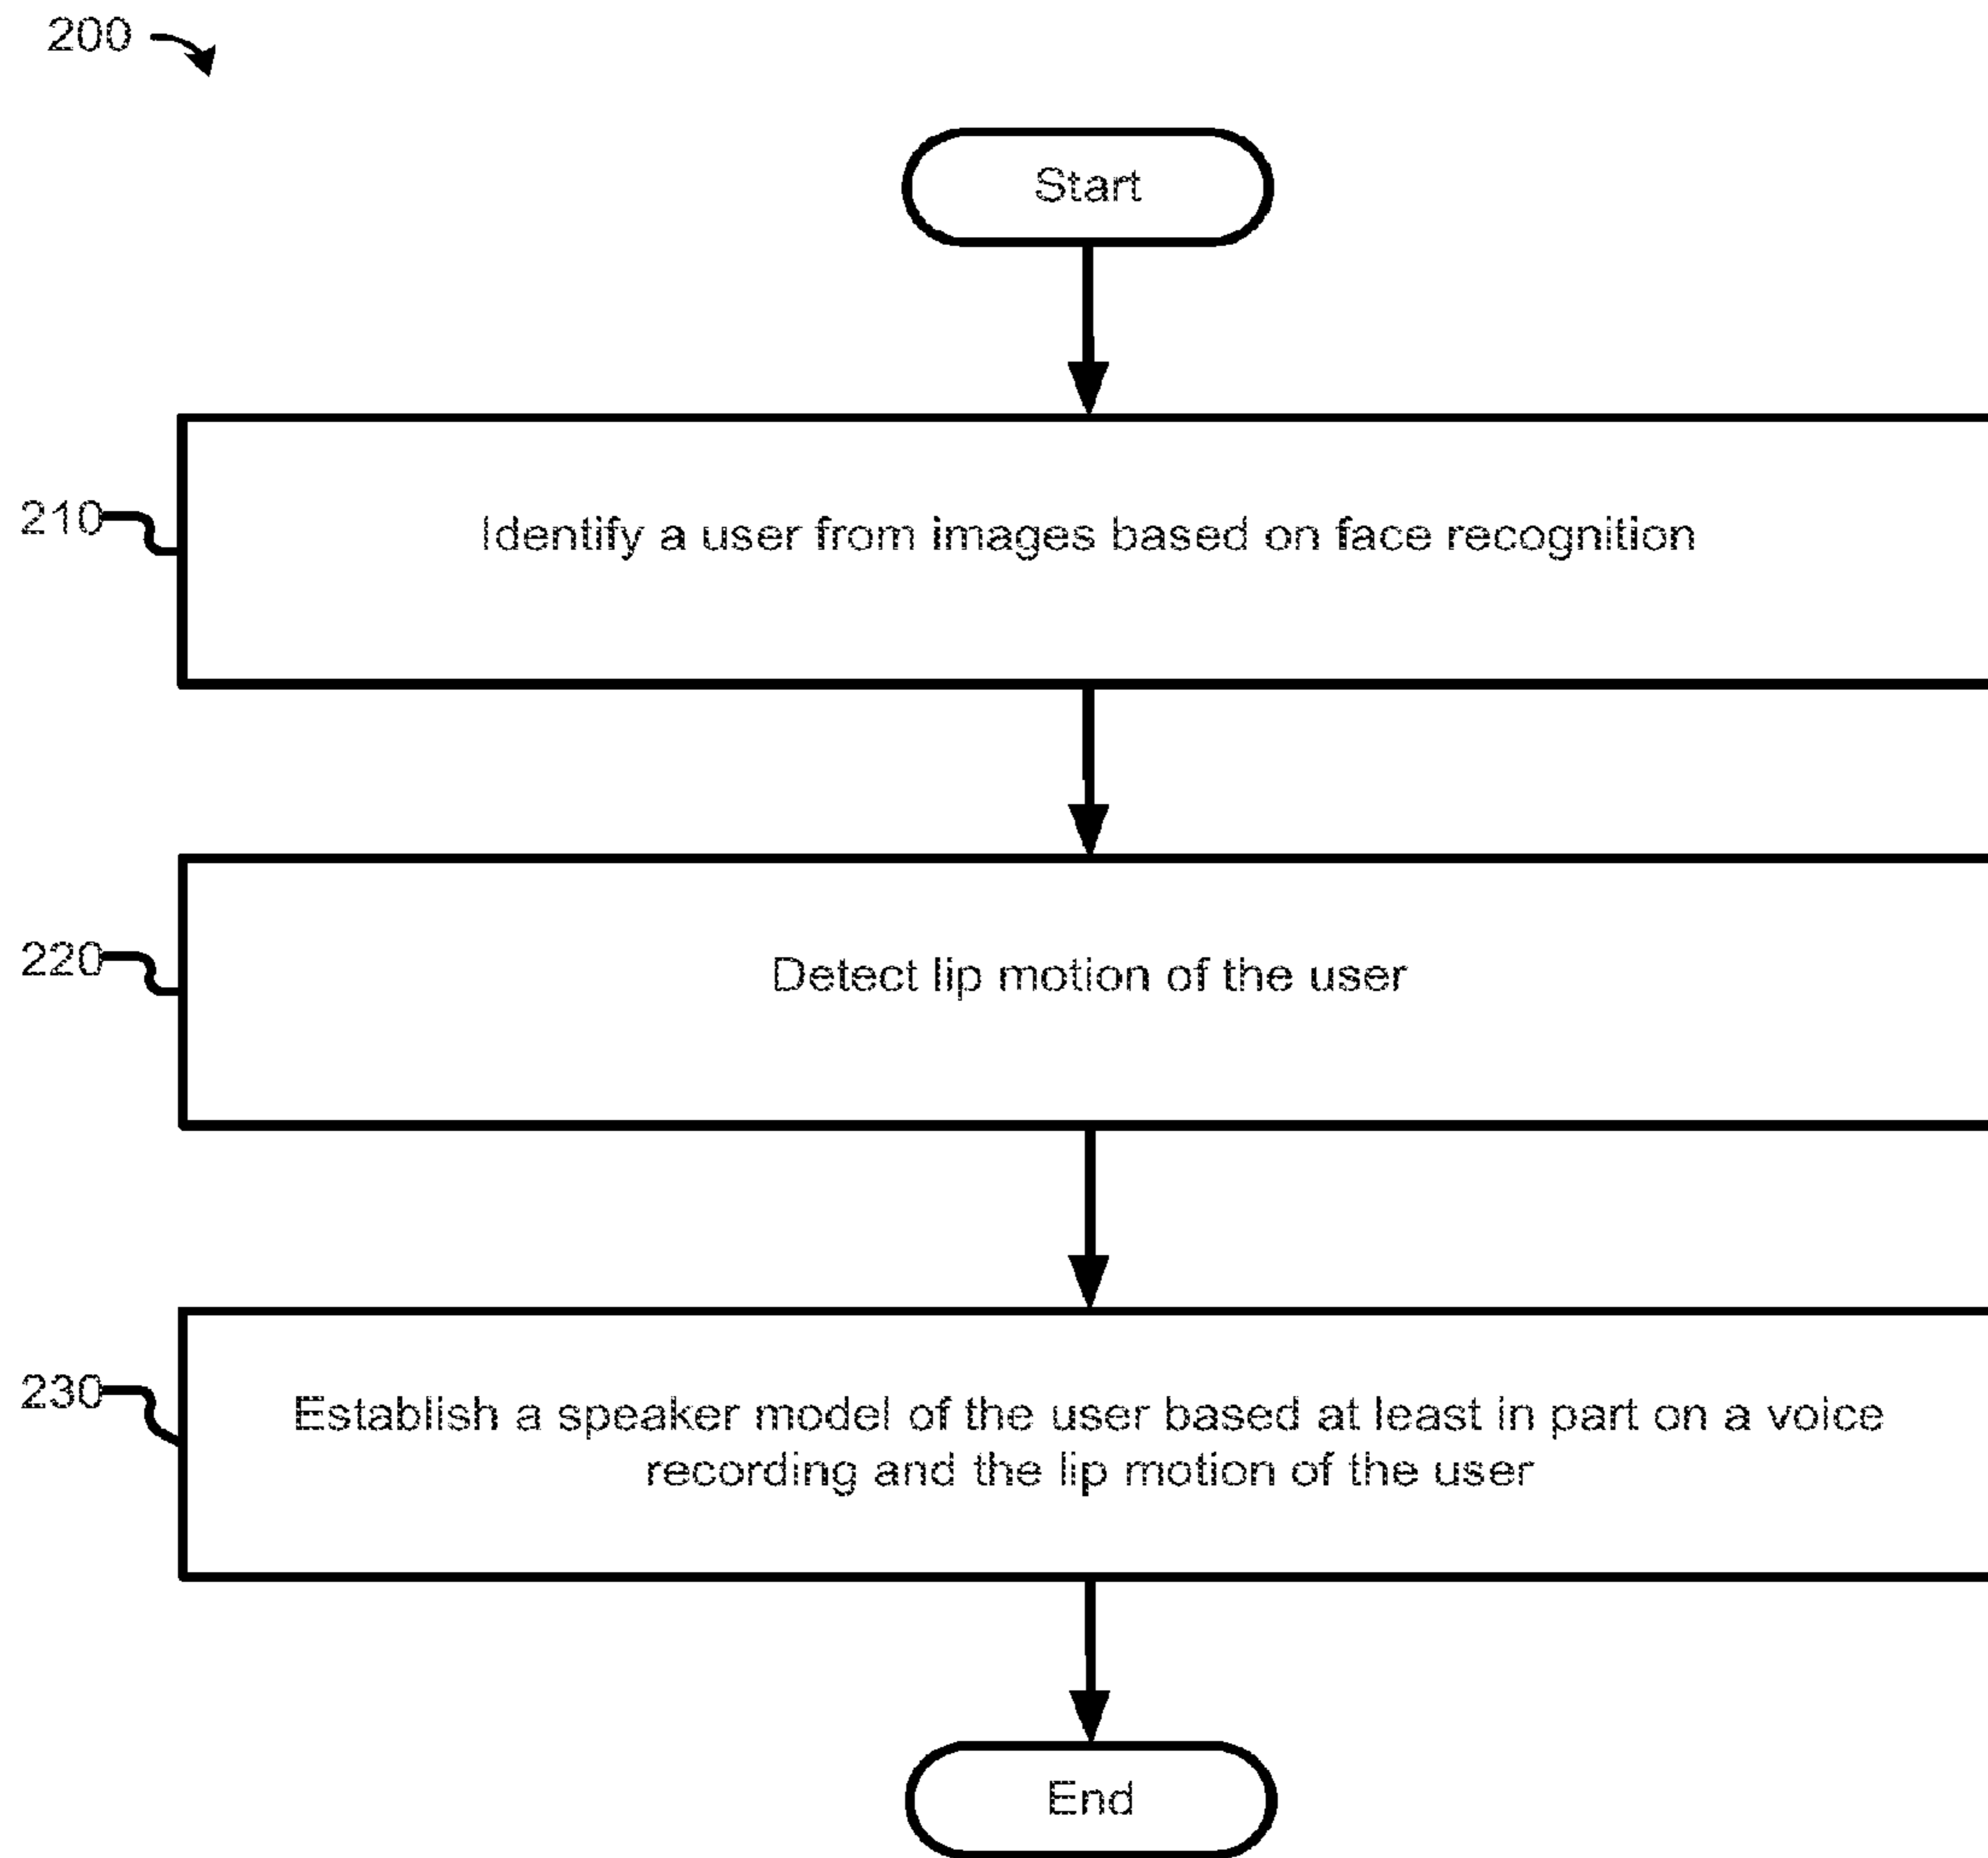 200
Start
210
Identify a user from images based on face recognition
220
Detect lip motion of the user
230
Establish a speaker model of the user based at least in part on a voice
recording and the lip motion of the user
End